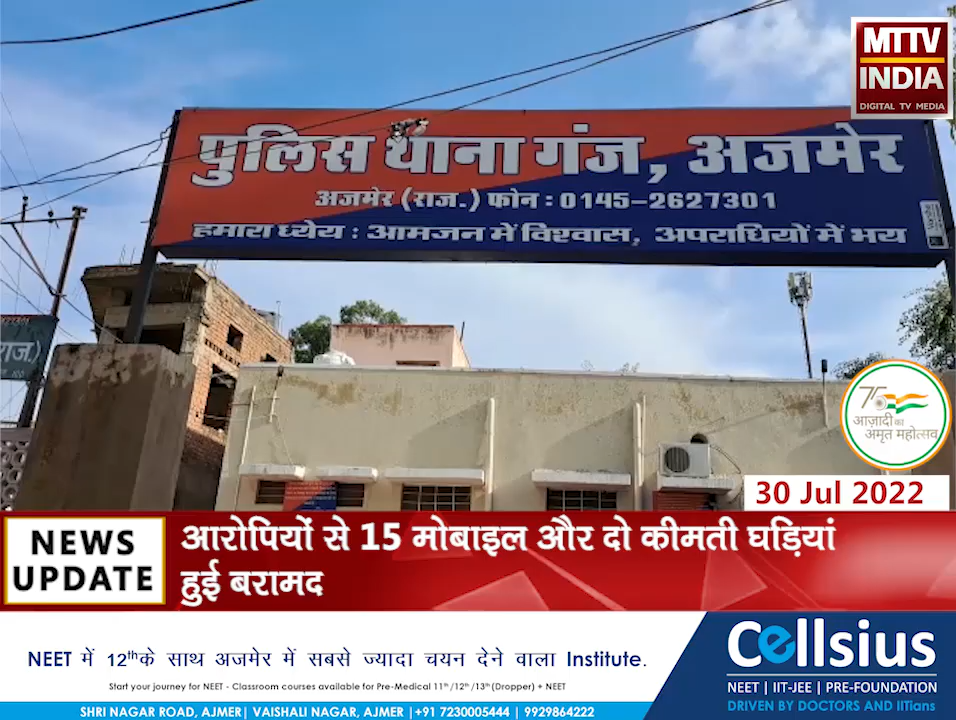 MTTV
INDIA
DIGITAL TV MEDIA
पुलिस थाना गंज, अजमेर
अजमेर (राज.) फोन : 0145-2627301
हमारा ध्येय : आमजन में विश्वास, अपराधियों में भय
राज.)
75
आज़ादी का
अमृत महोत्सव
30 Jul 2022
NEWS
UPDATE
आरोपियों से 15 मोबाइल और दो कीमती घड़ियां
हुई बरामद
NEET में 12thके साथ अजमेर में सबसे ज्यादा चयन देने वाला Institute.
Start your journey for NEET - Classroom courses available for Pre-Medical 11th /12th /13th (Dropper) + NEET
Cellsius
NEET | IIT-JEE | PRE-FOUNDATION
DRIVEN BY DOCTORS AND IITians
SHRI NAGAR ROAD, AJMER| VAISHALI NAGAR, AJMER |+91 7230005444 | 9929864222